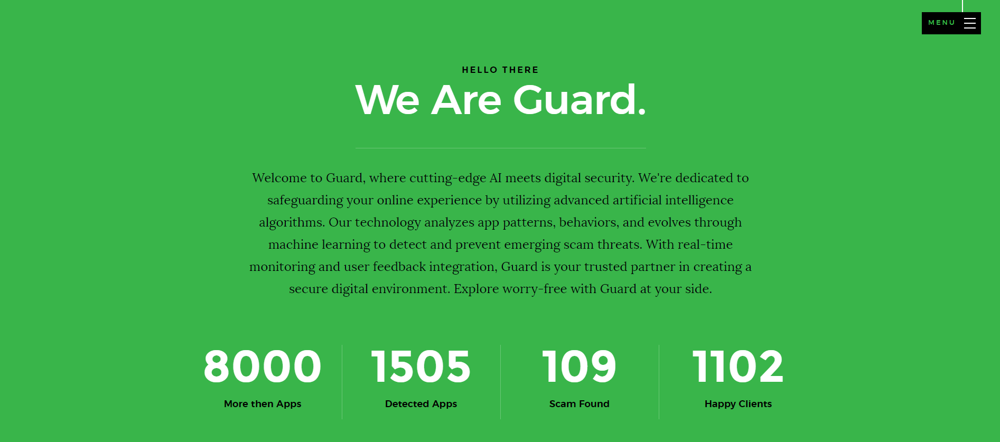 MENU
HELLO THERE
We Are Guard.
Welcome to Guard, where cutting-edge AI meets digital security. We're dedicated to
safeguarding your online experience by utilizing advanced artificial intelligence
algorithms. Our technology analyzes app patterns, behaviors, and evolves through
machine learning to detect and prevent emerging scam threats. With real-time
monitoring and user feedback integration, Guard is your trusted partner in creating a
secure digital environment. Explore worry-free with Guard at your side.
8000
More then Apps
1505
Detected Apps
109
Scam Found
1102
Happy Clients